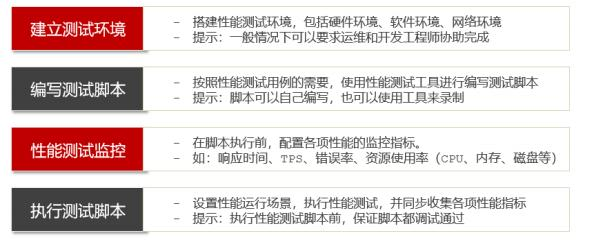 建立测试环境
- 搭建性能测试环境，包括硬件环境、软件环境、网络环境
- 提示：一般情况下可以要求运维和开发工程师协助完成
编写测试脚本
- 按照性能测试用例的需要，使用性能测试工具进行编写测试脚本
- 提示：脚本可以自己编写，也可以使用工具来录制
性能测试监控
- 在脚本执行前，配置各项性能的监控指标。
- 如：响应时间、TPS、错误率、资源使用率（CPU、内存、磁盘等）
执行测试脚本
- 设置性能运行场景，执行性能测试，并同步收集各项性能指标
- 提示：执行性能测试脚本前，保证脚本都调试通过